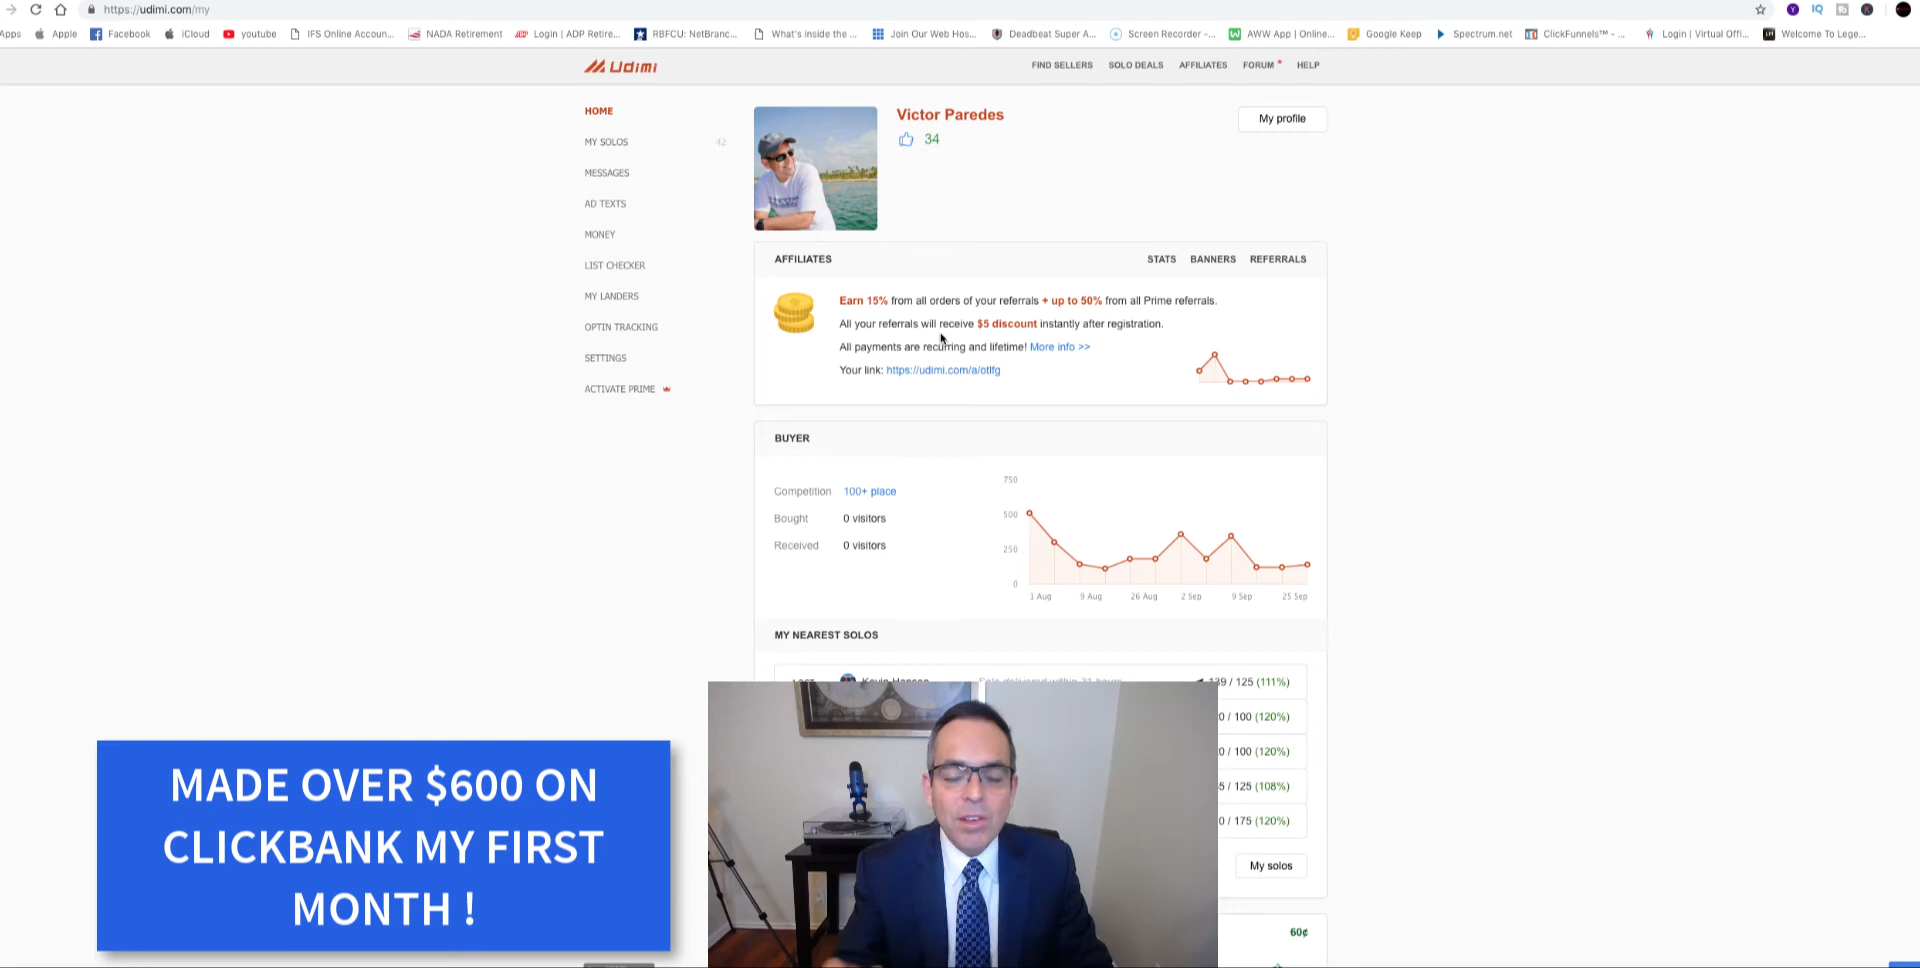 https://udimi.com/my
Apps Apple Facebook iCloud youtube IFS Online Accoun... NADA Retirement Login | ADP Retire... RBFCU: NetBranc... What's inside the ... Join Our Web Hos... Deadbeat Super A... Screen Recorder -... AWW App | Online... Google Keep Spectrum.net ClickFunnels™ - ... Login | Virtual Offi... Welcome To Lege...
Udimi
FIND SELLERS SOLO DEALS AFFILIATES FORUM * HELP
HOME
MY SOLOS 42
MESSAGES
AD TEXTS
MONEY
LIST CHECKER
MY LANDERS
OPTIN TRACKING
SETTINGS
ACTIVATE PRIME
Victor Paredes
34
My profile
AFFILIATES STATS BANNERS REFERRALS
Earn 15% from all orders of your referrals + up to 50% from all Prime referrals.
All your referrals will receive $5 discount instantly after registration.
All payments are recurring and lifetime! More info >>
Your link: https://udimi.com/a/otlfg
BUYER
Competition 100+ place
Bought 0 visitors
Received 0 visitors
750
500
250
0
1 Aug 9 Aug 26 Aug 2 Sep 9 Sep 25 Sep
MY NEAREST SOLOS
139 / 125 (111%)
0 / 100 (120%)
0 / 100 (120%)
5 / 125 (108%)
0 / 175 (120%)
My solos
60¢
MADE OVER $600 ON
CLICKBANK MY FIRST
MONTH !